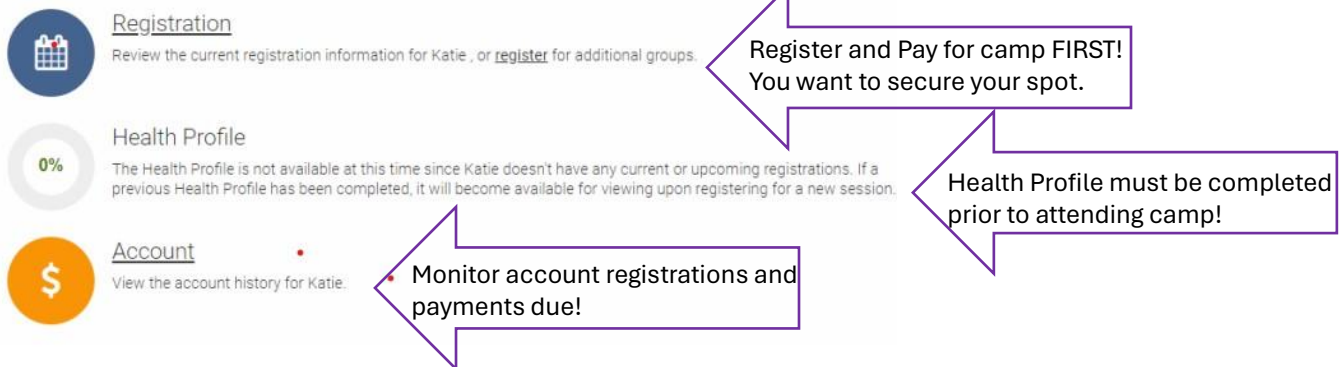 Registration
Review the current registration information for Katie , or register for additional groups.
Register and Pay for camp FIRST!
You want to secure your spot.
0%
Health Profile
The Health Profile is not available at this time since Katie doesn't have any current or upcoming registrations. If a
previous Health Profile has been completed, it will become available for viewing upon registering for a new session.
Health Profile must be completed
prior to attending camp!
$
Account
View the account history for Katie.
Monitor account registrations and
payments due!